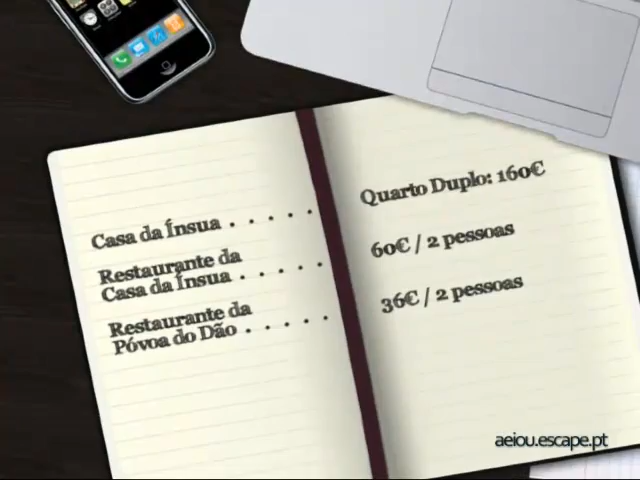 Casa da Ínsua . . . . .
Quarto Duplo: 160€
Restaurante da
Casa da Ínsua . . . . .
60€ / 2 pessoas
Restaurante da
Póvoa do Dão . . . . .
36€ / 2 pessoas
aeiou.escape.pt